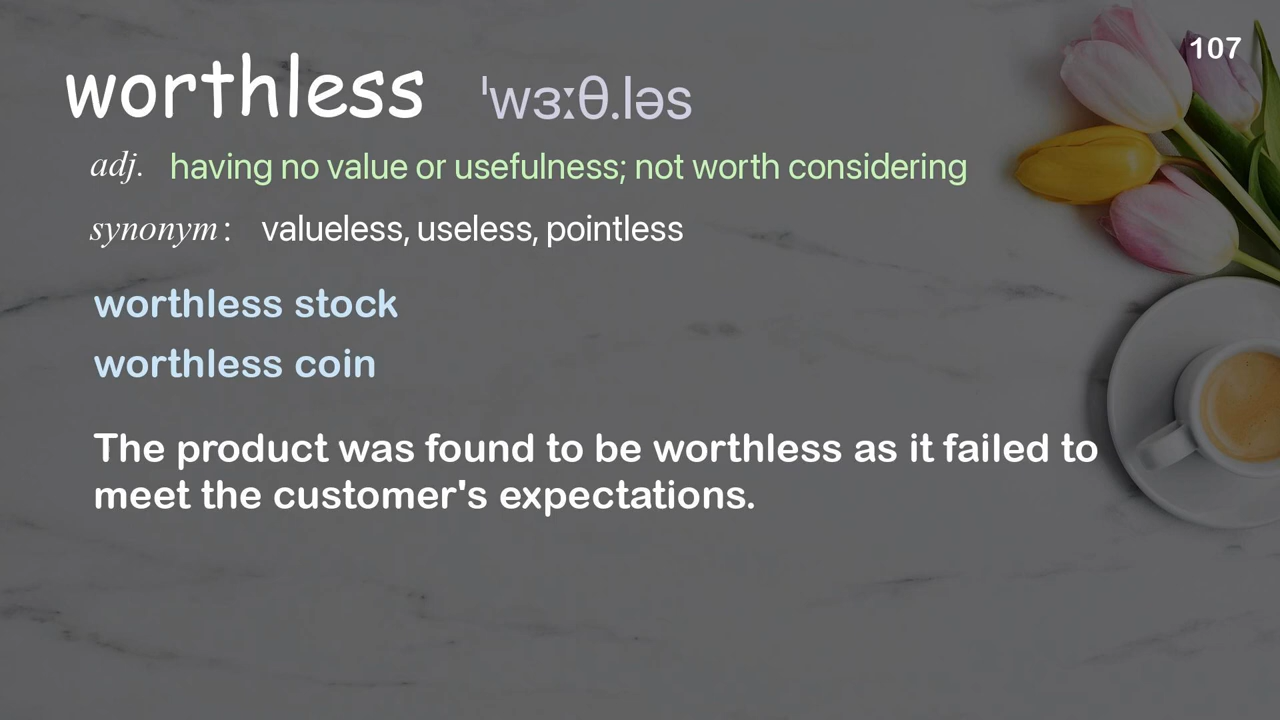 107
worthless ˈwɜːθ.ləs
adj. having no value or usefulness; not worth considering
synonym: valueless, useless, pointless
worthless stock
worthless coin
The product was found to be worthless as it failed to
meet the customer's expectations.